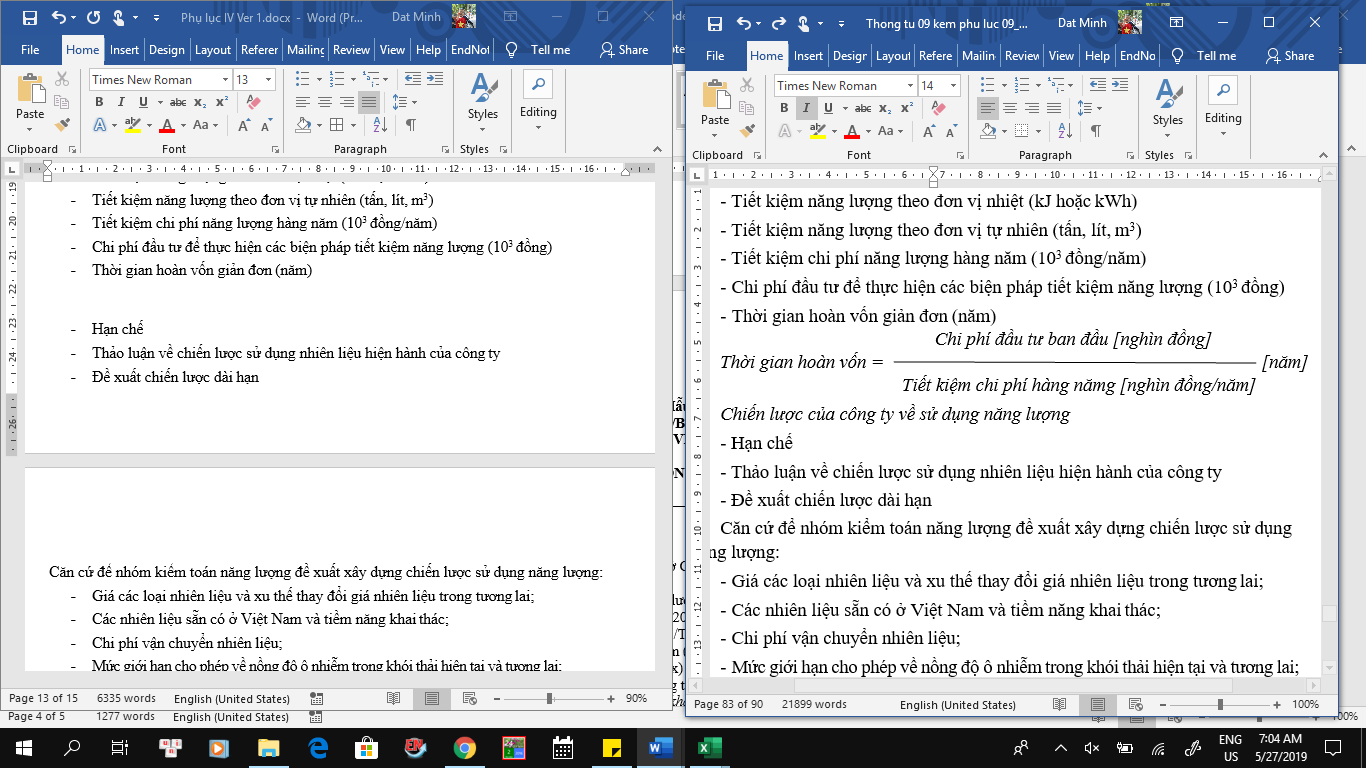 Phụ lục IV Ver 1.docx - Word (Pr...
Dat Minh
File Home Insert Design Layout Referer Mailinc Review View Help EndNot Tell me Share
Times New Roman 13
Paste
Styles
Editing
Clipboard Font Paragraph Styles
- Tiết kiệm năng lượng theo đơn vị tự nhiên (tấn, lít, m³)
- Tiết kiệm chi phí năng lượng hàng năm (10³ đồng/năm)
- Chi phí đầu tư để thực hiện các biện pháp tiết kiệm năng lượng (10³ đồng)
- Thời gian hoàn vốn giản đơn (năm)
- Hạn chế
- Thảo luận về chiến lược sử dụng nhiên liệu hiện hành của công ty
- Đề xuất chiến lược dài hạn
Căn cứ để nhóm kiểm toán năng lượng đề xuất xây dựng chiến lược sử dụng năng lượng:
- Giá các loại nhiên liệu và xu thế thay đổi giá nhiên liệu trong tương lai;
- Các nhiên liệu sẵn có ở Việt Nam và tiềm năng khai thác;
- Chi phí vận chuyển nhiên liệu;
- Mức giới hạn cho phép về nồng độ ô nhiễm trong khói thải hiện tại và tương lai;
Page 13 of 15 6335 words English (United States) 90%
Page 4 of 5 1277 words English (United States) 100%
Thong tu 09 kem phu luc 09_...
Dat Minh
File Home Insert Design Layout Refere Mailin Review View Help EndNo Tell me Share
Times New Roman 14
Paste
Styles
Editing
Clipboard Font Paragraph Styles
- Tiết kiệm năng lượng theo đơn vị nhiệt (kJ hoặc kWh)
- Tiết kiệm năng lượng theo đơn vị tự nhiên (tấn, lít, m³)
- Tiết kiệm chi phí năng lượng hàng năm (10³ đồng/năm)
- Chi phí đầu tư để thực hiện các biện pháp tiết kiệm năng lượng (10³ đồng)
- Thời gian hoàn vốn giản đơn (năm)
Chi phí đầu tư ban đầu [nghìn đồng]
Thời gian hoàn vốn = [năm]
Tiết kiệm chi phí hàng nămg [nghìn đồng/năm]
Chiến lược của công ty về sử dụng năng lượng
- Hạn chế
- Thảo luận về chiến lược sử dụng nhiên liệu hiện hành của công ty
- Đề xuất chiến lược dài hạn
Căn cứ để nhóm kiểm toán năng lượng đề xuất xây dựng chiến lược sử dụng
ng lượng:
- Giá các loại nhiên liệu và xu thế thay đổi giá nhiên liệu trong tương lai;
- Các nhiên liệu sẵn có ở Việt Nam và tiềm năng khai thác;
- Chi phí vận chuyển nhiên liệu;
- Mức giới hạn cho phép về nồng độ ô nhiễm trong khói thải hiện tại và tương lai;
Page 83 of 90 21899 words English (United States) 100%
ENG
US
7:04 AM
5/27/2019